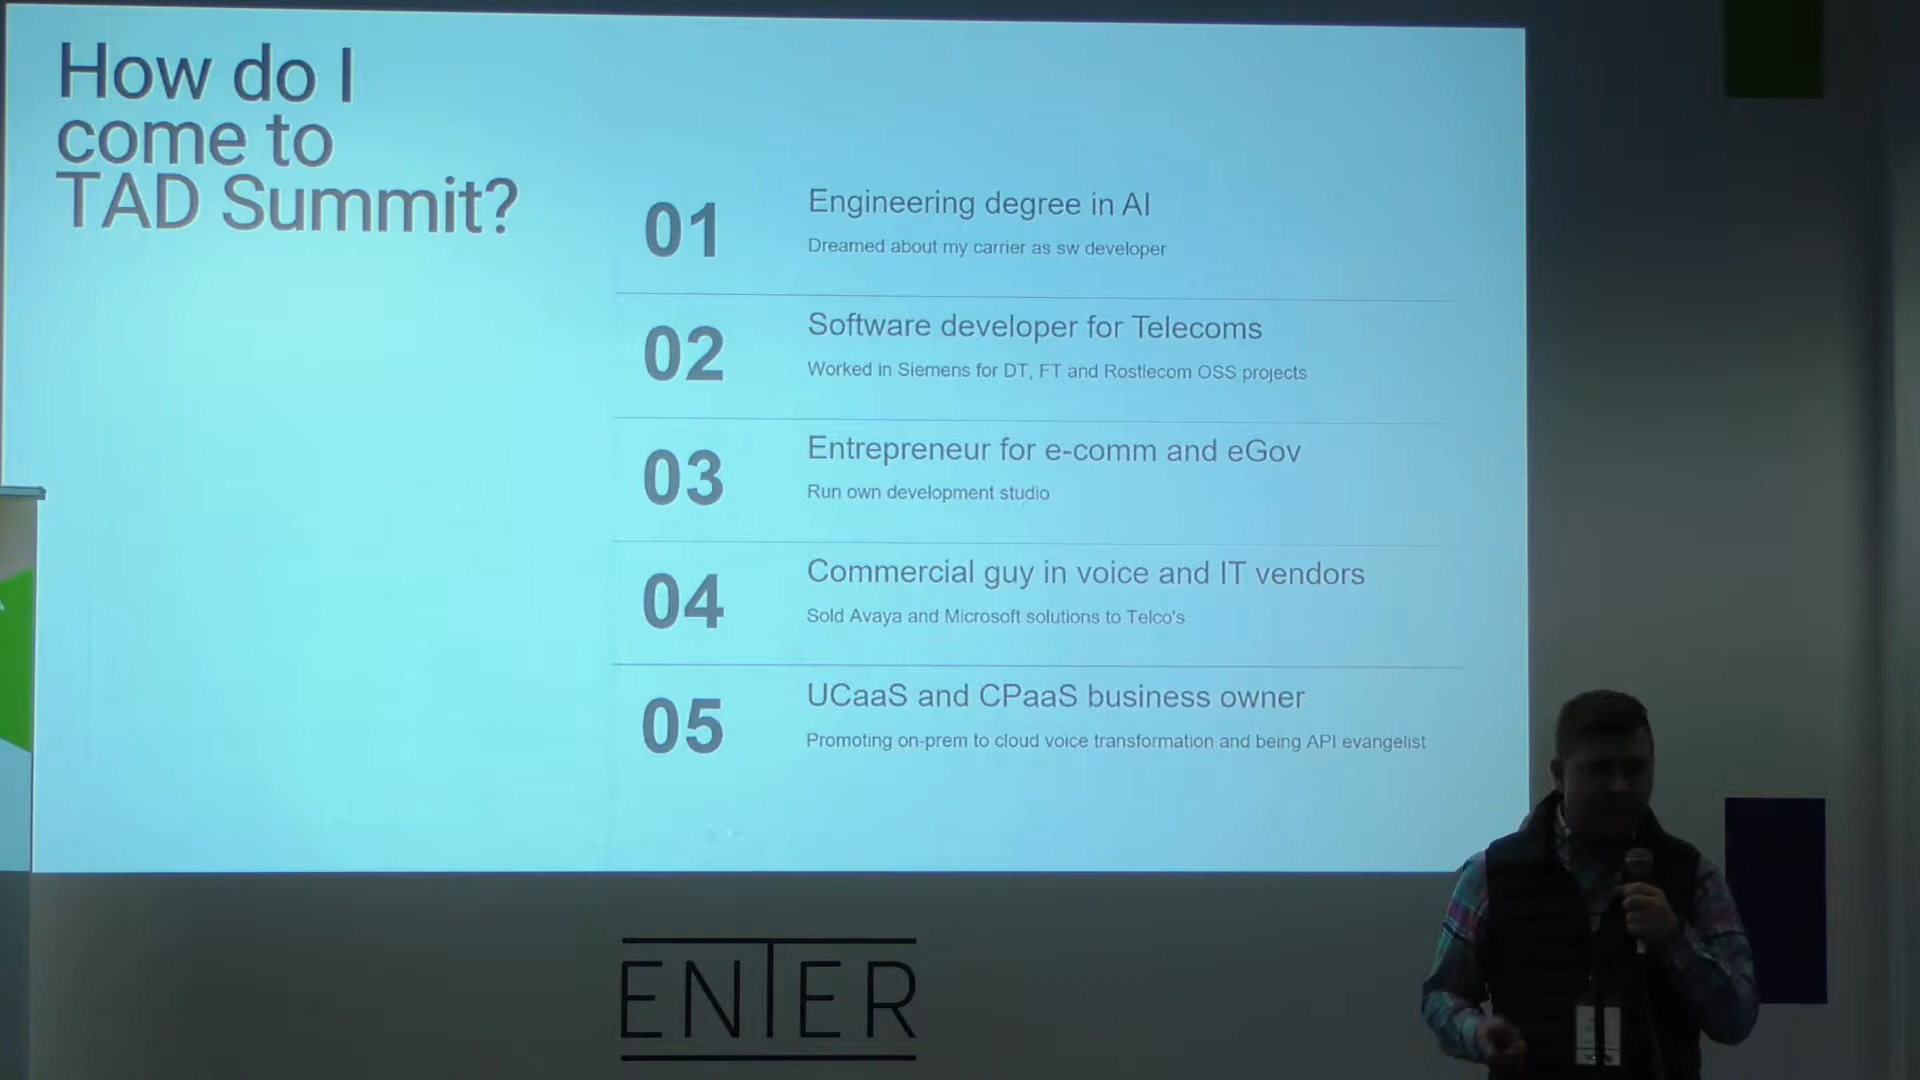 How do I
come to
TAD Summit?
01
Engineering degree in AI
Dreamed about my carrier as sw developer
02
Software developer for Telecoms
Worked in Siemens for DT, FT and Rostlecom OSS projects
03
Entrepreneur for e-comm and eGov
Run own development studio
04
Commercial guy in voice and IT vendors
Sold Avaya and Microsoft solutions to Telco's
05
UCaaS and CPaaS business owner
Promoting on-prem to cloud voice transformation and being API evangelist
ENTER